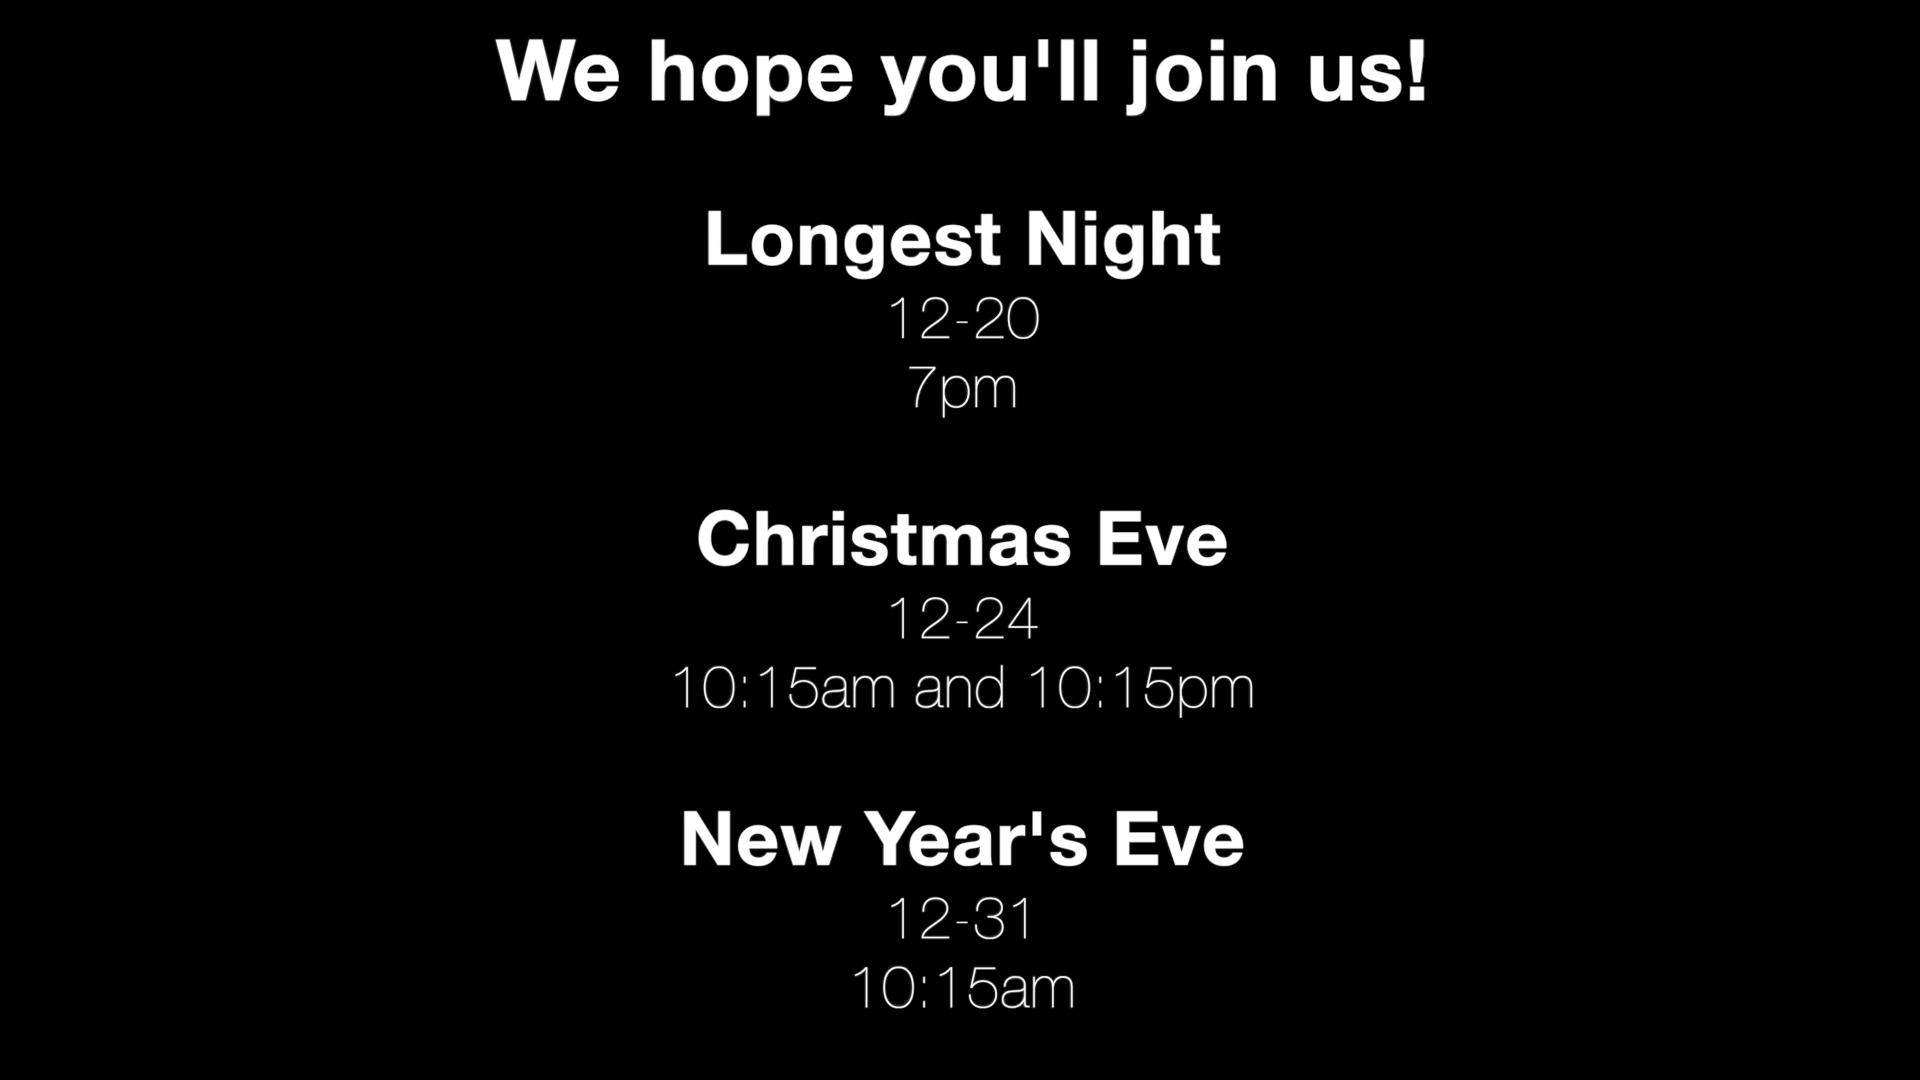 We hope you'll join us!
Longest Night
12-20
7pm
Christmas Eve
12-24
10:15am and 10:15pm
New Year's Eve
12-31
10:15am